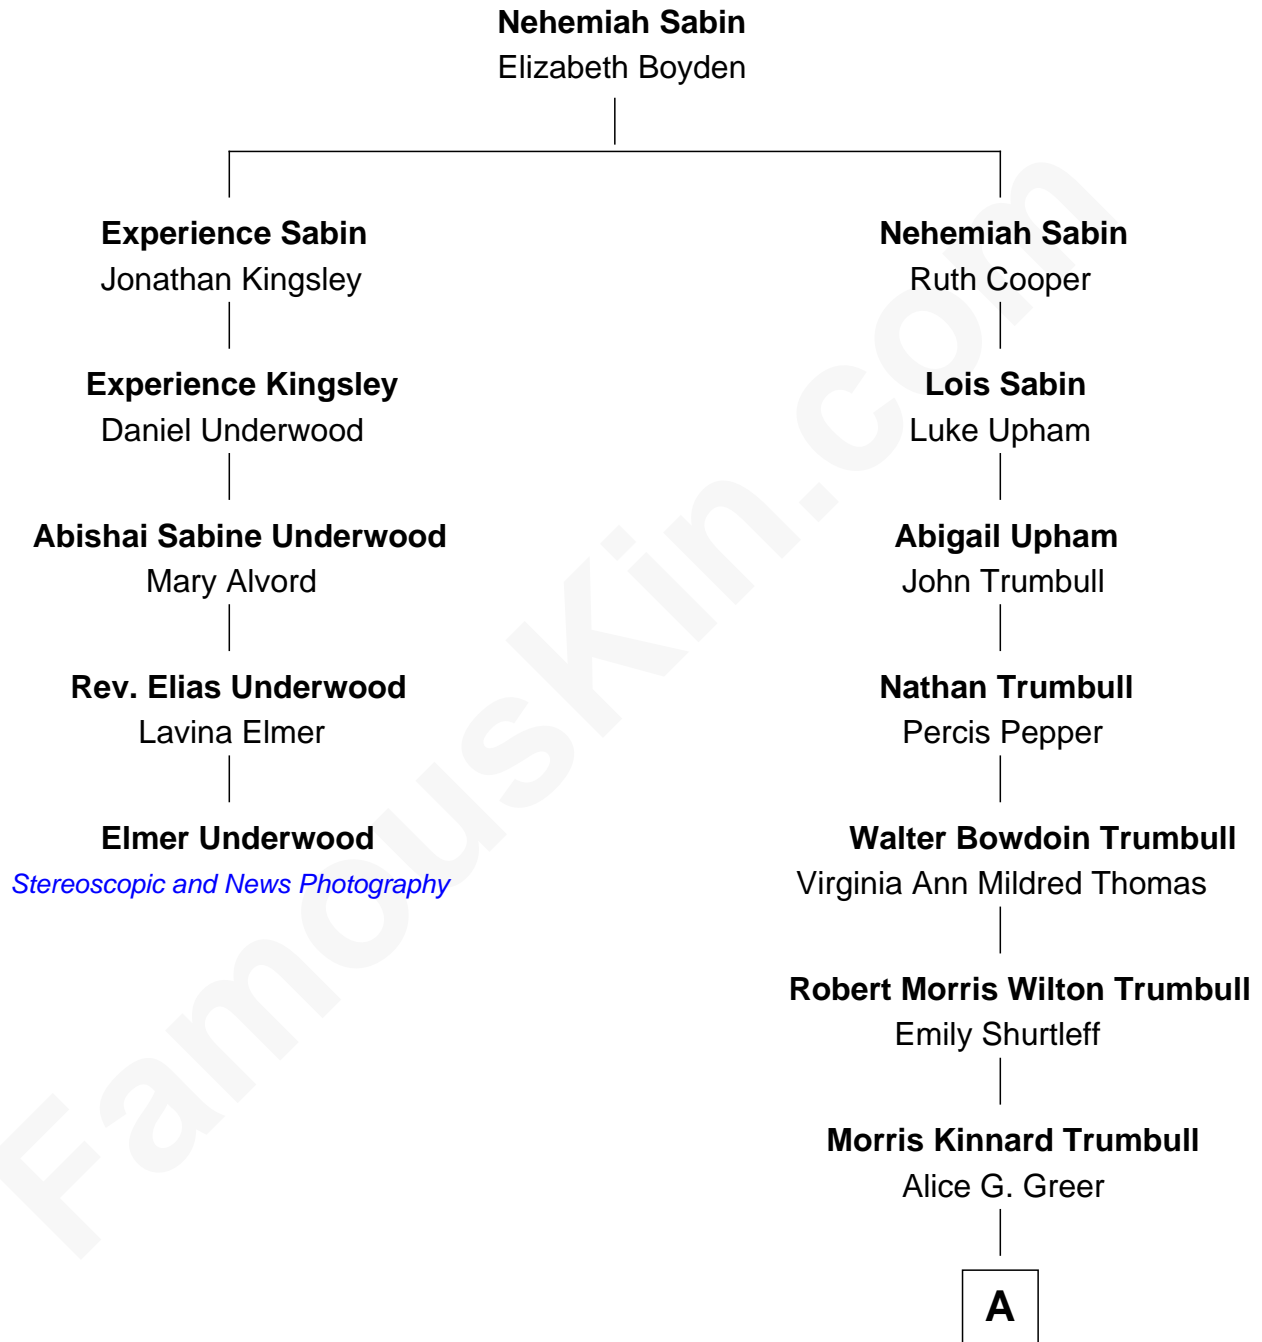 Nehemiah Sabin
Elizabeth Boyden
Experience Sabin
Jonathan Kingsley
Experience Kingsley
Daniel Underwood
Abishai Sabine Underwood
Mary Alvord
Rev. Elias Underwood
Lavina Elmer
Elmer Underwood
Stereoscopic and News Photography
Nehemiah Sabin
Ruth Cooper
Lois Sabin
Luke Upham
Abigail Upham
John Trumbull
Nathan Trumbull
Percis Pepper
Walter Bowdoin Trumbull
Virginia Ann Mildred Thomas
Robert Morris Wilton Trumbull
Emily Shurtleff
Morris Kinnard Trumbull
Alice G. Greer
A
FamousKin.com